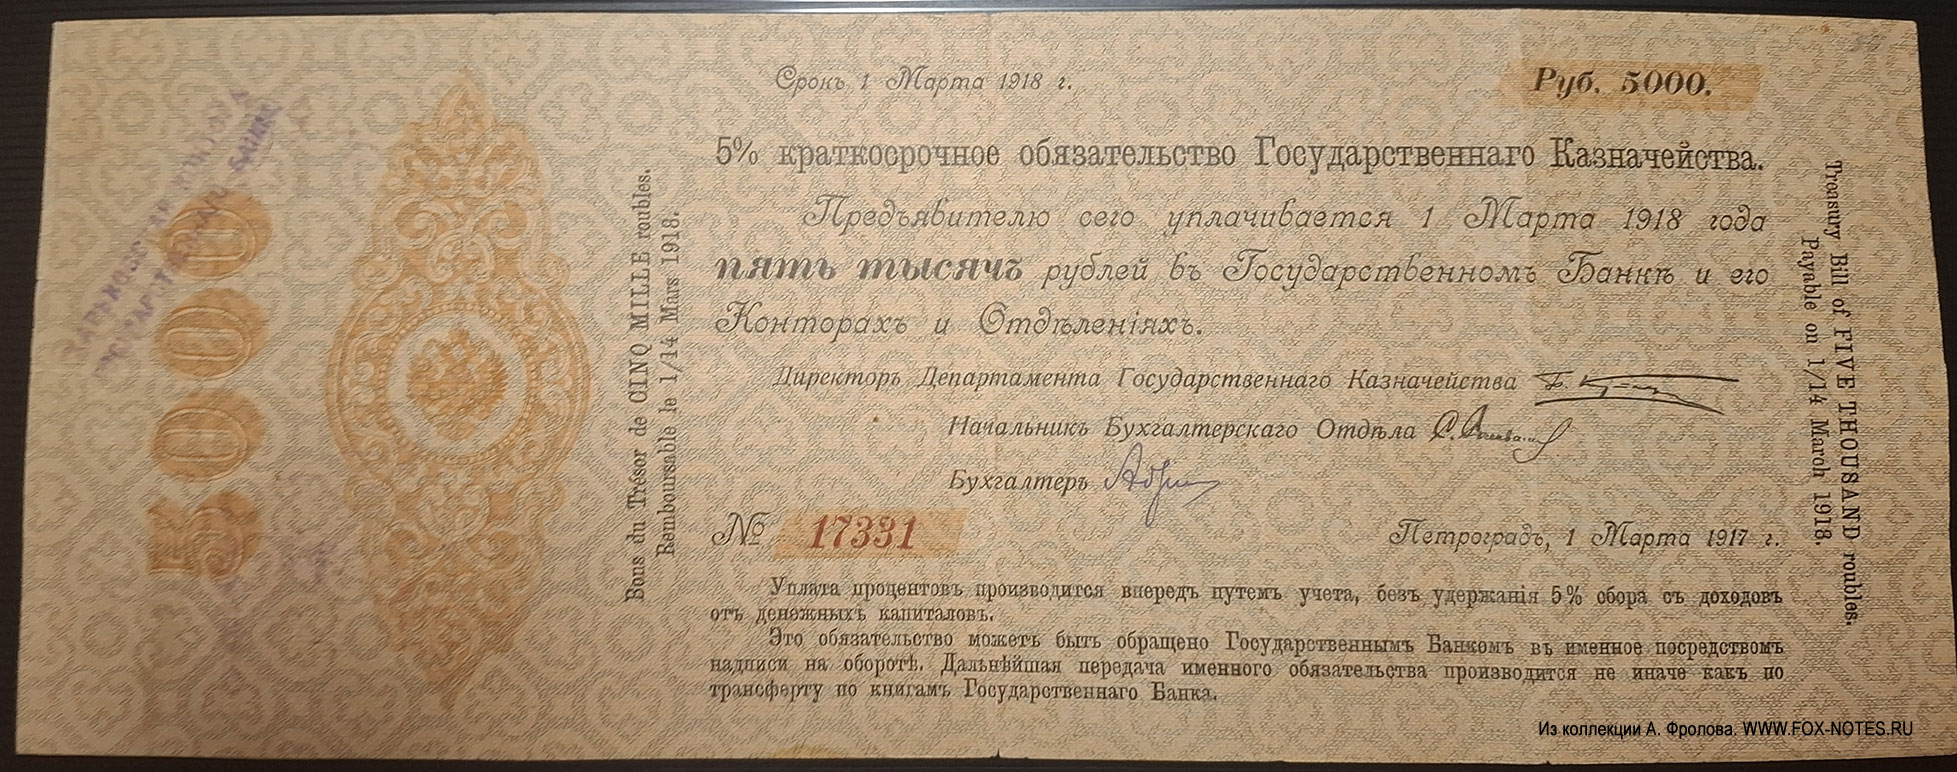 Срокъ 1 Марта 1918 г.
Руб. 5000.
5% краткосрочное обязательство Государственнаго Казначейства.
Предъявителю сего уплачивается 1 Марта 1918 года
пять тысячъ рублей въ Государственномъ Банкѣ и его
Конторахъ и Отдѣленіяхъ.
Директоръ Департамента Государственнаго Казначейства
Начальникъ Бухгалтерскаго Отдѣла
Бухгалтеръ
№ 17331
Петроградъ, 1 Марта 1917 г.
Уплата процентовъ производится впередъ путемъ учета, безъ удержанія 5% сбора съ доходовъ
отъ денежныхъ капиталовъ.
Это обязательство можетъ быть обращено Государственнымъ Банкомъ въ именное посредствомъ
надписи на оборотѣ. Дальнѣйшая передача именного обязательства производится не иначе какъ по
трансферту по книгамъ Государственнаго Банка.
5000
Bons du Trésor de CINQ MILLE roubles.
Remboursable le 1/14 Mars 1918.
Treasury Bill of FIVE THOUSAND roubles.
Payable on 1/14 March 1918.
Из коллекции А. Фролова. WWW.FOX-NOTES.RU